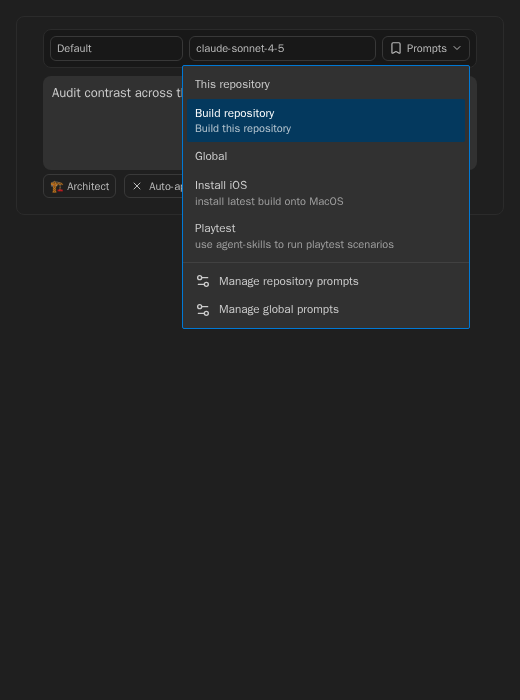 Default
claude-sonnet-4-5
Prompts
This repository
Audit contrast across
Build repository
Build this repository
Global
Architect
Install iOS
install latest build onto MacOS
Playtest
use agent-skills to run playtest scenarios
Manage repository prompts
Manage global prompts